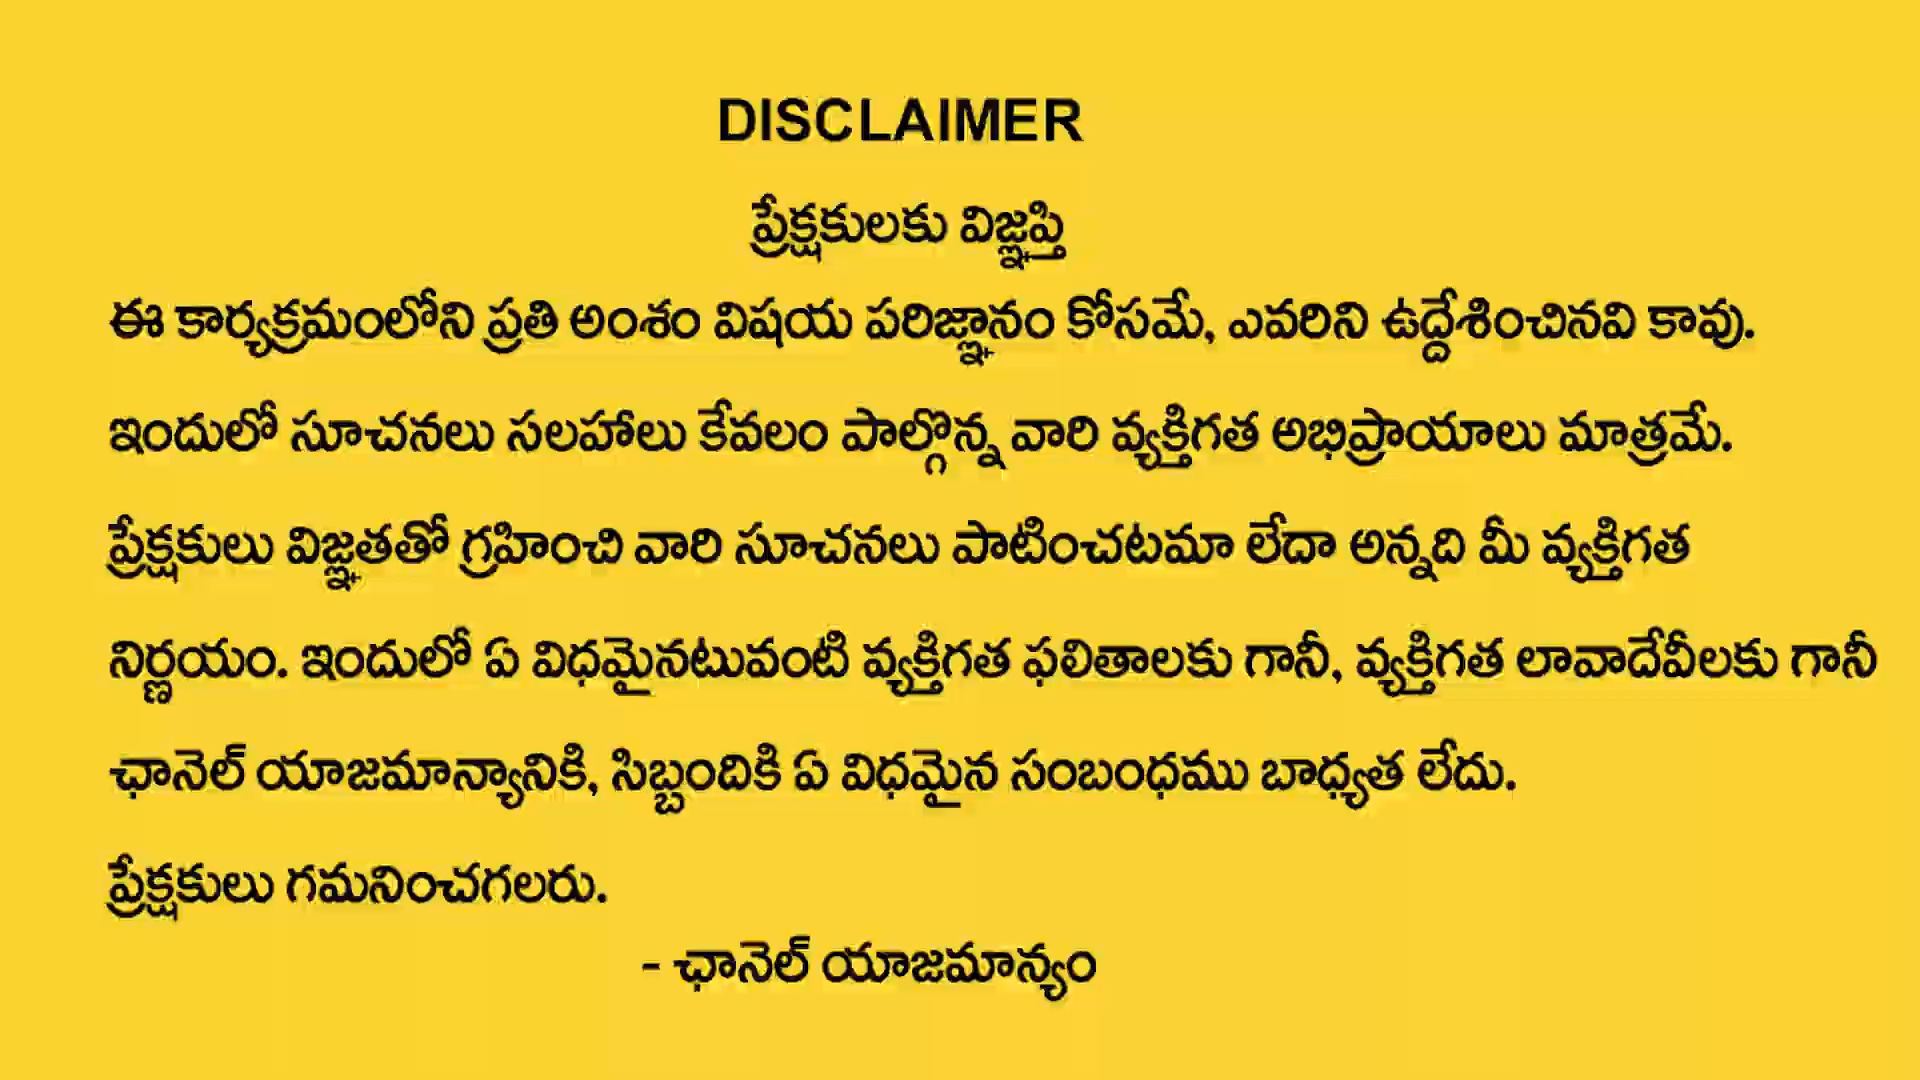 DISCLAIMER
ప్రేక్షకులకు విజ్ఞప్తి
ఈ కార్యక్రమంలోని ప్రతి అంశం విషయ పరిజ్ఞానం కోసమే, ఎవరిని ఉద్దేశించినవి కావు.
ఇందులో సూచనలు సలహాలు కేవలం పాల్గొన్న వారి వ్యక్తిగత అభిప్రాయాలు మాత్రమే.
ప్రేక్షకులు విజ్ఞతతో గ్రహించి వారి సూచనలు పాటించటమా లేదా అన్నది మీ వ్యక్తిగత
నిర్ణయం. ఇందులో ఏ విధమైనటువంటి వ్యక్తిగత ఫలితాలకు గానీ, వ్యక్తిగత లావాదేవీలకు గానీ
ఛానెల్ యాజమాన్యానికి, సిబ్బందికి ఏ విధమైన సంబంధము బాధ్యత లేదు.
ప్రేక్షకులు గమనించగలరు.
- ఛానెల్ యాజమాన్యం